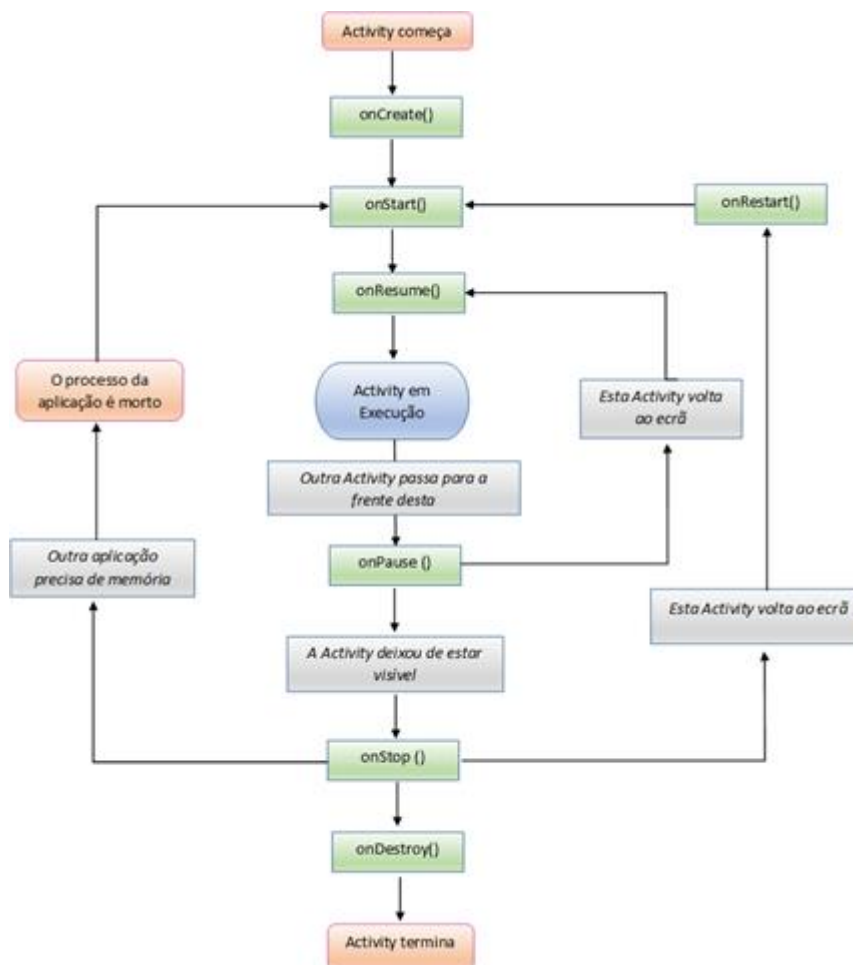 Activity começa
onCreate()
onStart()
onRestart()
onResume()
O processo da
aplicação é morto
Activity em
Execução
Esta Activity volta
ao ecrã
Outra Activity passa para a
frente desta
Outra aplicação
precisa de memória
onPause ()
Esta Activity volta ao ecrã
A Activity deixou de estar
visível
onStop ()
onDestroy()
Activity termina